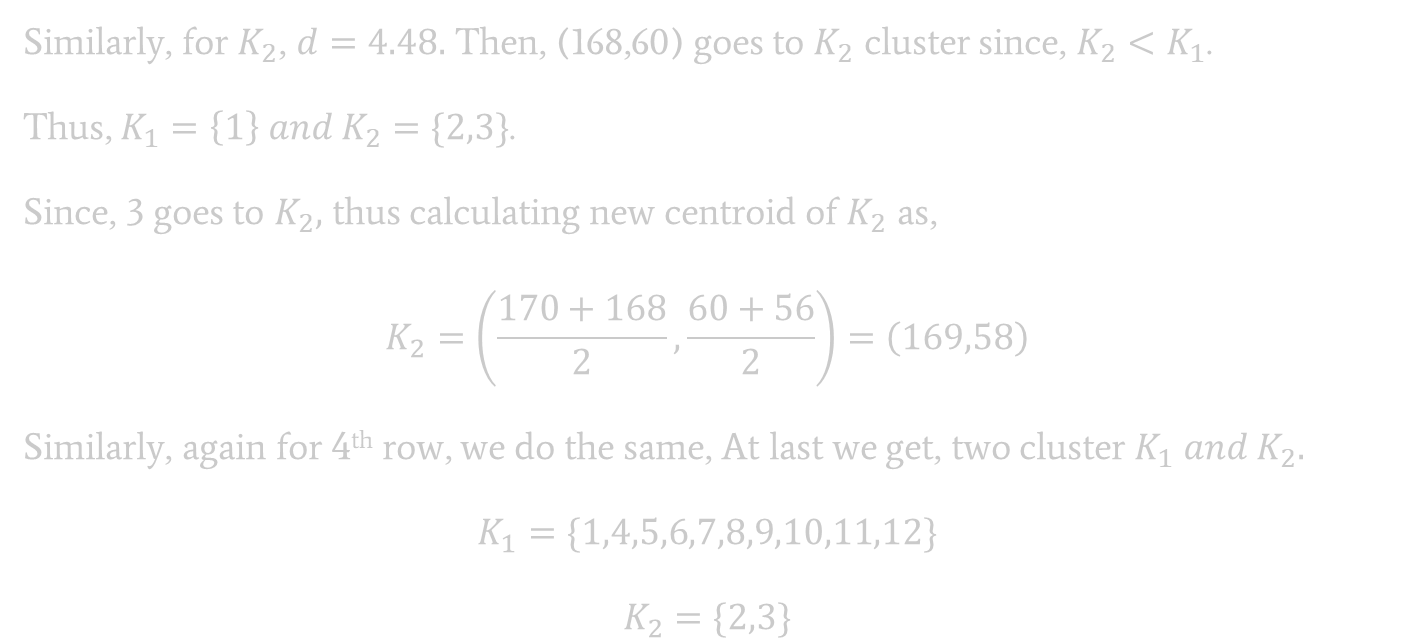 Similarly, for K₂, d = 4.48. Then, (168,60) goes to K₂ cluster since, K₂ < K₁.
Thus, K₁ = {1} and K₂ = {2,3}.
Since, 3 goes to K₂, thus calculating new centroid of K₂ as,
K₂ = ((170 + 168)/2, (60 + 56)/2) = (169,58)
Similarly, again for 4ᵗʰ row, we do the same, At last we get, two cluster K₁ and K₂.
K₁ = {1,4,5,6,7,8,9,10,11,12}
K₂ = {2,3}